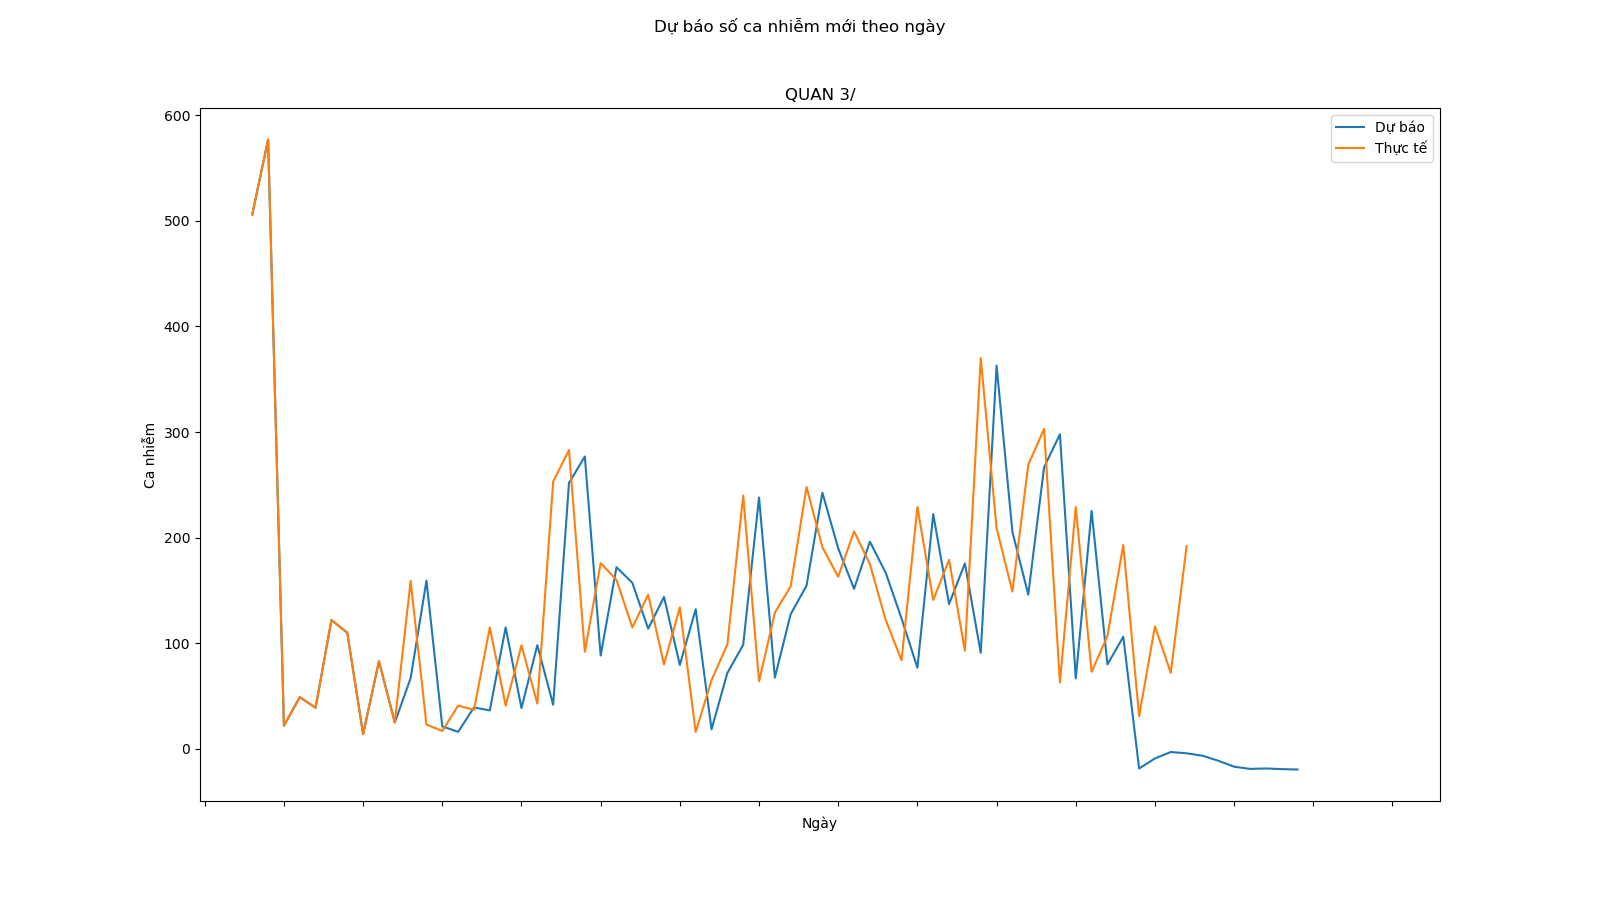 Dự báo số ca nhiễm mới theo ngày
QUAN 3/
600
500
400
300
200
100
0
Ca nhiễm
Dự báo
Thực tế
Ngày